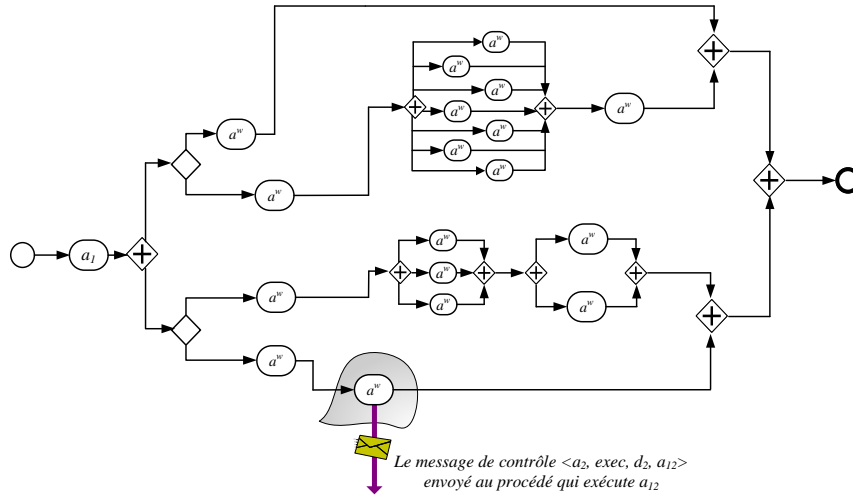 aʷ
aʷ
aʷ
aʷ
aʷ
aʷ
aʷ
aʷ
aʷ
aʷ
a₁
aʷ
aʷ
aʷ
aʷ
aʷ
aʷ
aʷ
aʷ
Le message de contrôle <a₂, exec, d₂, a₁₂>
envoyé au procédé qui exécute a₁₂